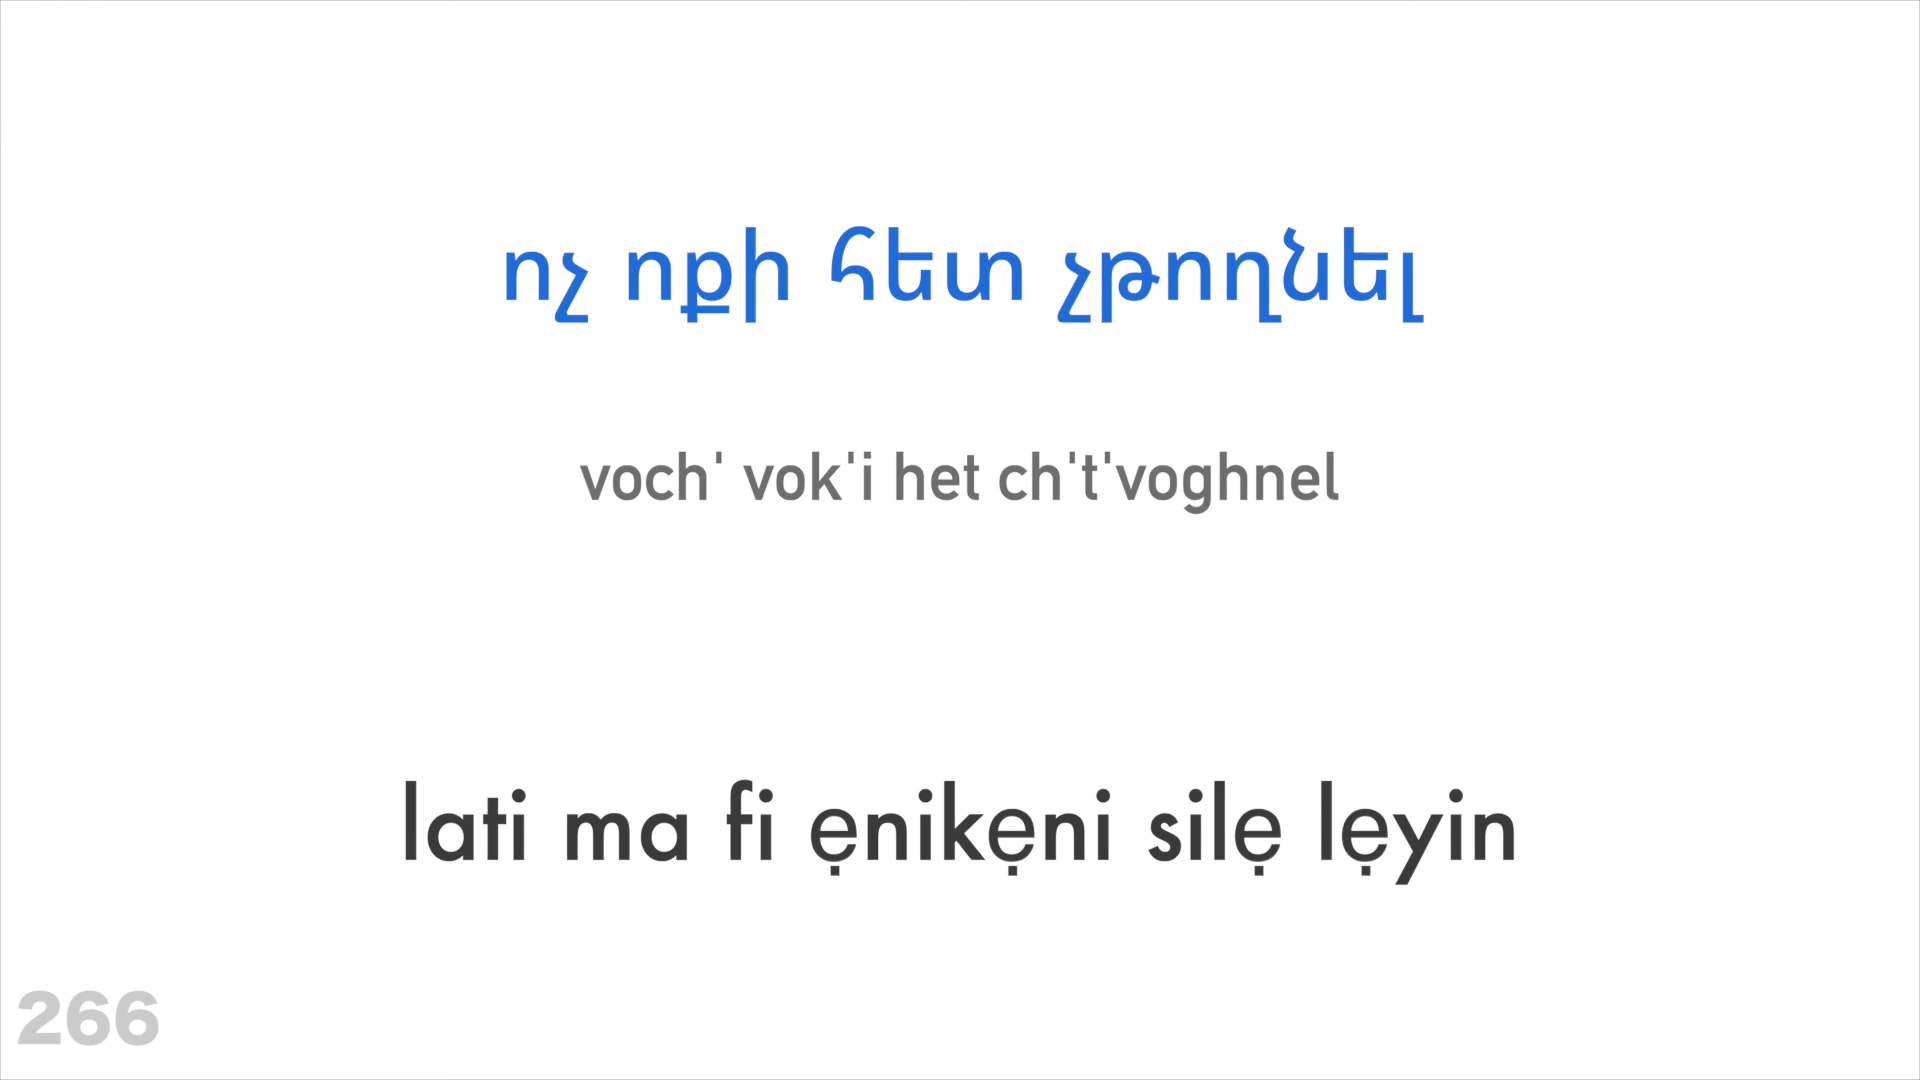 ոչ ոքի հետ չթողնել
voch' vok'i het ch't'voghnel
lati ma fi ẹnikẹni silẹ lẹyin
266